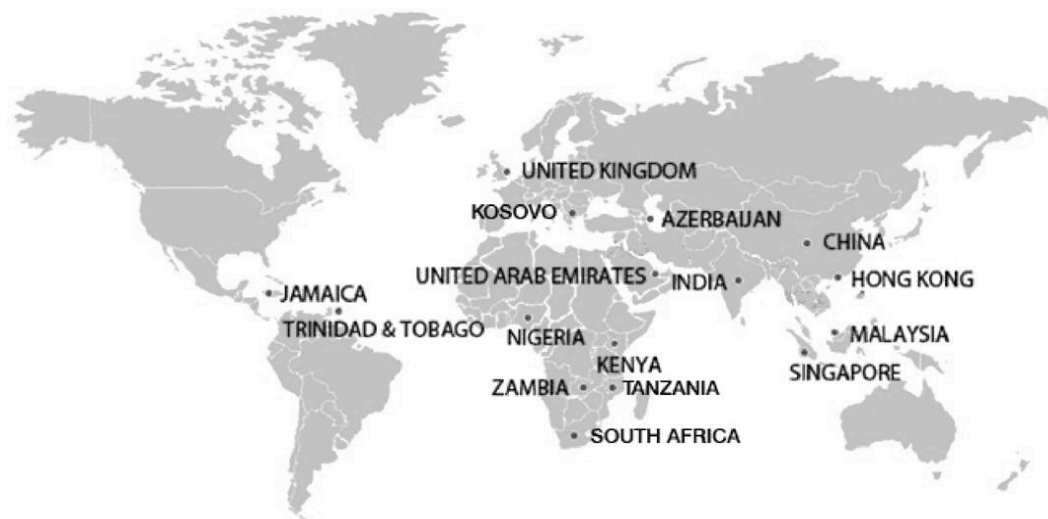 UNITED KINGDOM
KOSOVO
AZERBAIJAN
CHINA
UNITED ARAB EMIRATES
INDIA
HONG KONG
JAMAICA
TRINIDAD & TOBAGO
NIGERIA
MALAYSIA
KENYA
SINGAPORE
ZAMBIA
TANZANIA
SOUTH AFRICA